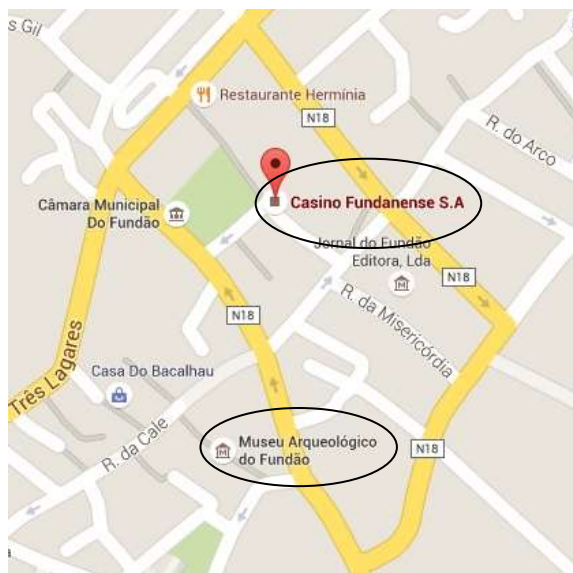 s Gil
Restaurante Hermínia
N18
R. do Arco
Casino Fundanense S.A
Câmara Municipal
Do Fundão
Jornal do Fundão
Editora, Lda
N18
R. da Misericórdia
N18
Três Lagares
Casa Do Bacalhau
R. da Cale
Museu Arqueológico
do Fundão
N18